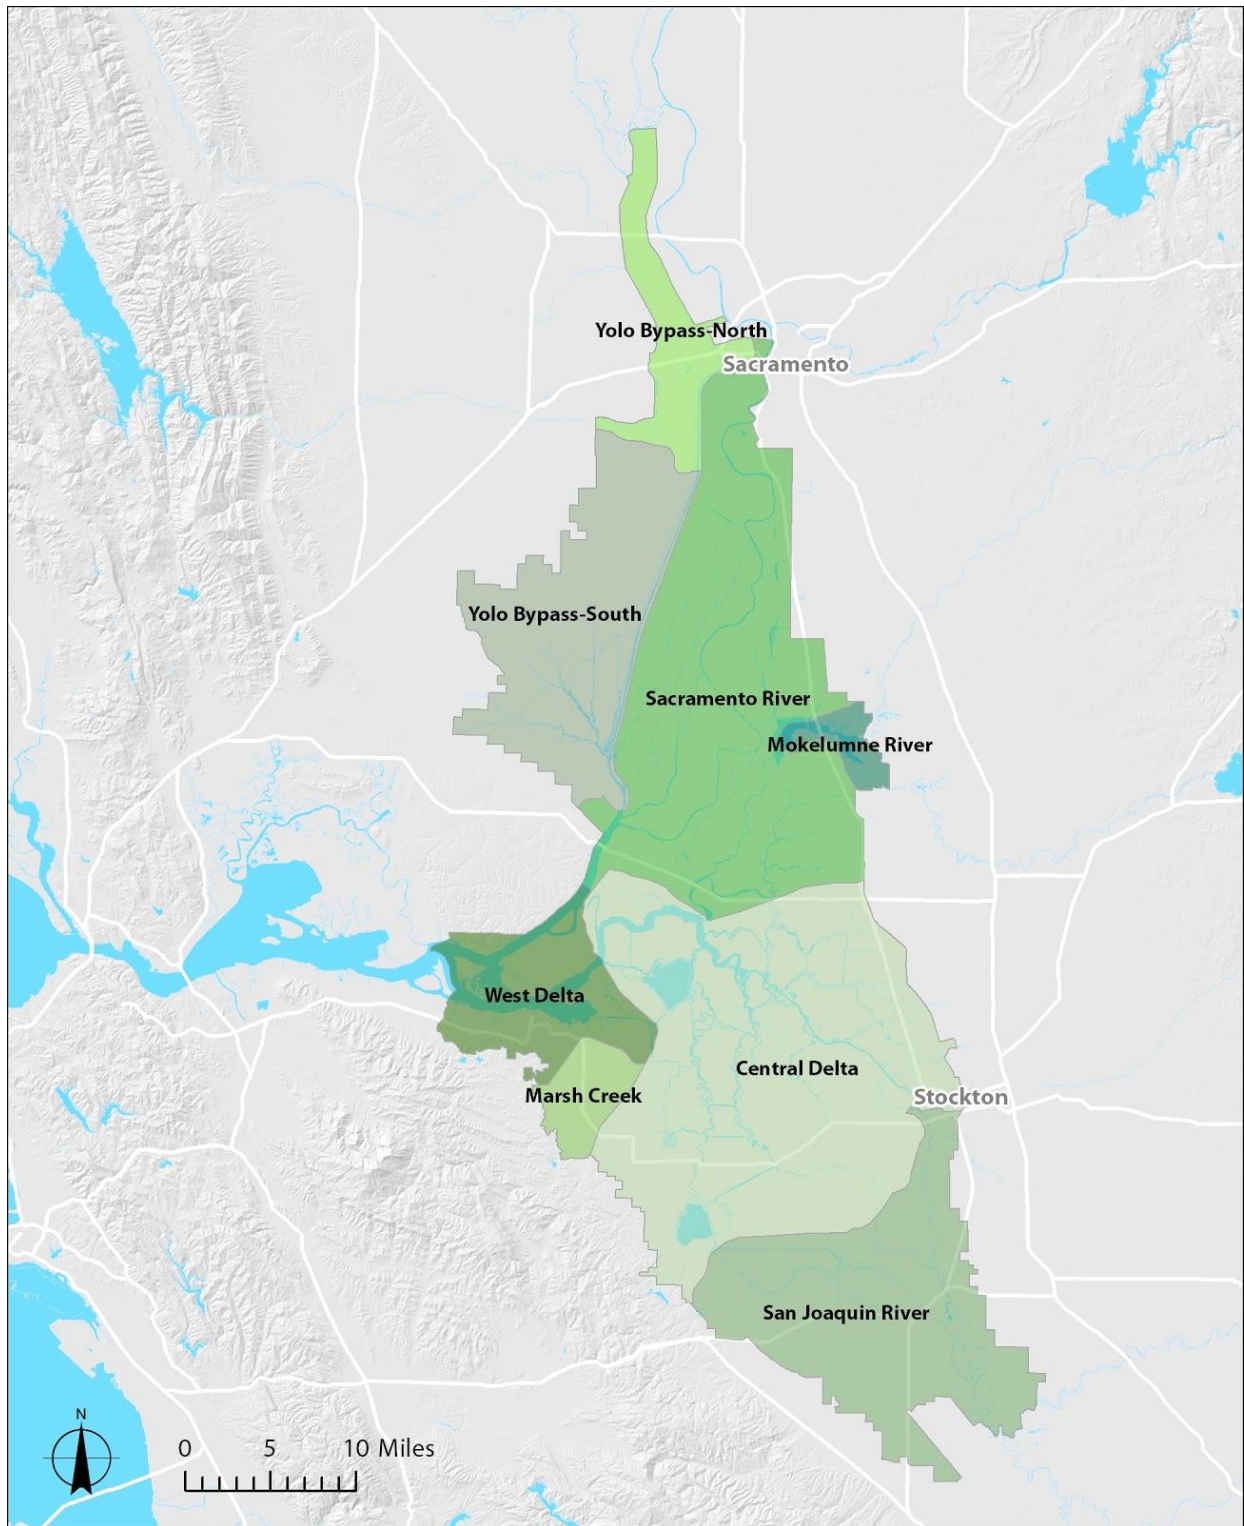 Yolo Bypass-North
Sacramento
Yolo Bypass-South
Sacramento River
Mokelumne River
West Delta
Central Delta
Marsh Creek
Stockton
San Joaquin River
N
0 5 10 Miles